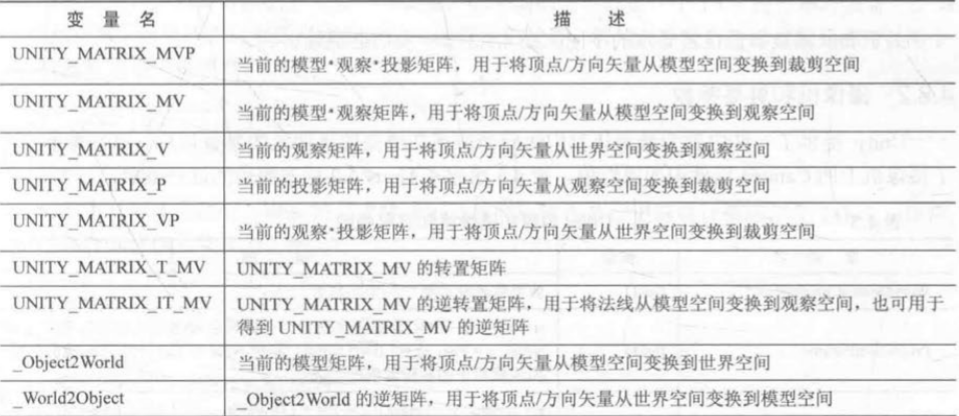 变 量 名 描 述
UNITY_MATRIX_MVP 当前的模型·观察·投影矩阵，用于将顶点/方向矢量从模型空间变换到裁剪空间
UNITY_MATRIX_MV 当前的模型·观察矩阵，用于将顶点/方向矢量从模型空间变换到观察空间
UNITY_MATRIX_V 当前的观察矩阵，用于将顶点/方向矢量从世界空间变换到观察空间
UNITY_MATRIX_P 当前的投影矩阵，用于将顶点/方向矢量从观察空间变换到裁剪空间
UNITY_MATRIX_VP 当前的观察·投影矩阵，用于将顶点/方向矢量从世界空间变换到裁剪空间
UNITY_MATRIX_T_MV UNITY_MATRIX_MV 的转置矩阵
UNITY_MATRIX_IT_MV UNITY_MATRIX_MV 的逆转置矩阵，用于将法线从模型空间变换到观察空间，也可用于
得到 UNITY_MATRIX_MV 的逆矩阵
_Object2World 当前的模型矩阵，用于将顶点/方向矢量从模型空间变换到世界空间
_World2Object _Object2World 的逆矩阵，用于将顶点/方向矢量从世界空间变换到模型空间